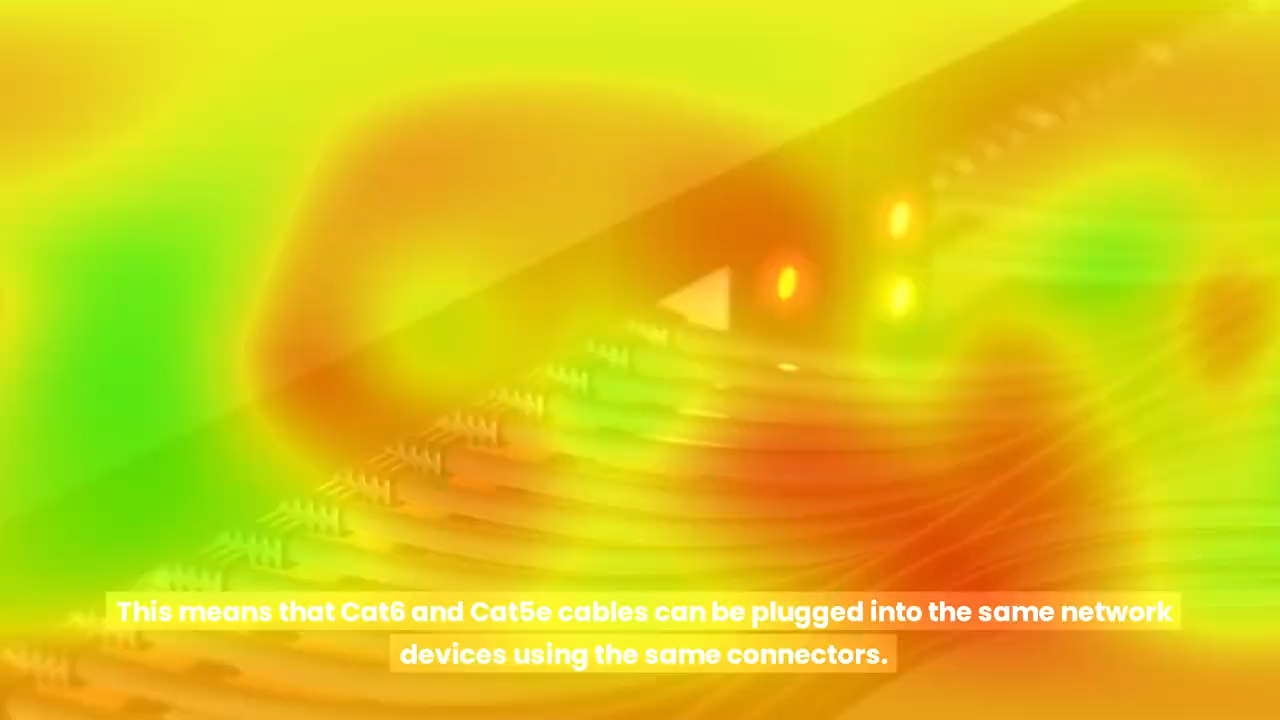 This means that Cat6 and Cat5e cables can be plugged into the same network
devices using the same connectors.